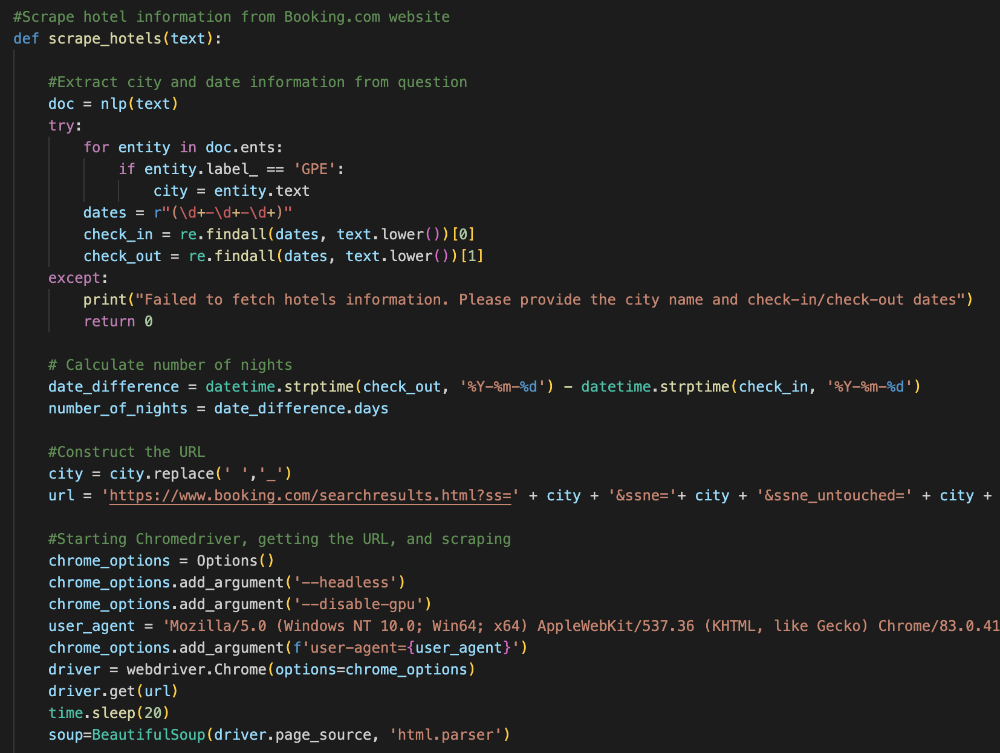 #Scrape hotel information from Booking.com website
def scrape_hotels(text):
#Extract city and date information from question
doc = nlp(text)
try:
for entity in doc.ents:
if entity.label_ == 'GPE':
city = entity.text
dates = r"(\d+-\d+-\d+)"
check_in = re.findall(dates, text.lower())[0]
check_out = re.findall(dates, text.lower())[1]
except:
print("Failed to fetch hotels information. Please provide the city name and check-in/check-out dates")
return 0
# Calculate number of nights
date_difference = datetime.strptime(check_out, '%Y-%m-%d') - datetime.strptime(check_in, '%Y-%m-%d')
number_of_nights = date_difference.days
#Construct the URL
city = city.replace(' ','_')
url = 'https://www.booking.com/searchresults.html?ss=' + city + '&ssne='+ city + '&ssne_untouched=' + city +
#Starting Chromedriver, getting the URL, and scraping
chrome_options = Options()
chrome_options.add_argument('--headless')
chrome_options.add_argument('--disable-gpu')
user_agent = 'Mozilla/5.0 (Windows NT 10.0; Win64; x64) AppleWebKit/537.36 (KHTML, like Gecko) Chrome/83.0.41
chrome_options.add_argument(f'user-agent={user_agent}')
driver = webdriver.Chrome(options=chrome_options)
driver.get(url)
time.sleep(20)
soup=BeautifulSoup(driver.page_source, 'html.parser')